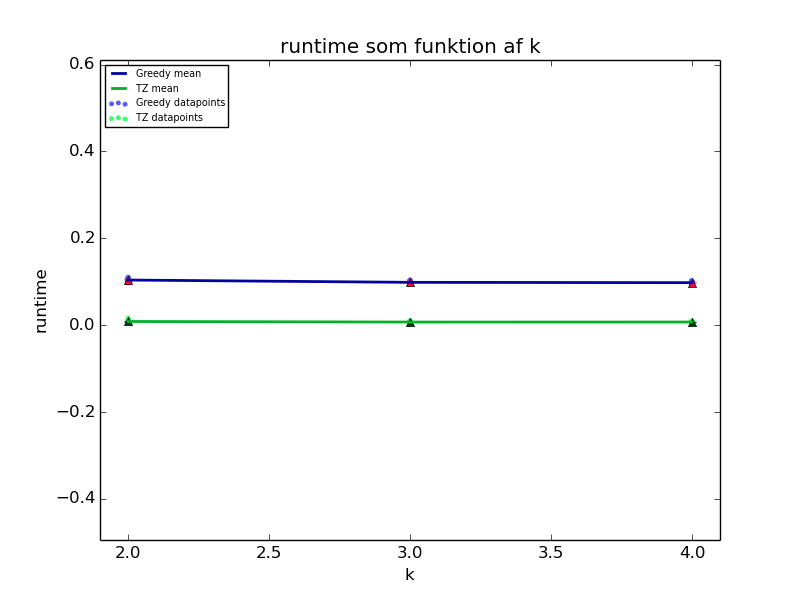 runtime som funktion af k
Greedy mean
TZ mean
Greedy datapoints
TZ datapoints
0.6
0.4
0.2
0.0
−0.2
−0.4
runtime
2.0 2.5 3.0 3.5 4.0
k